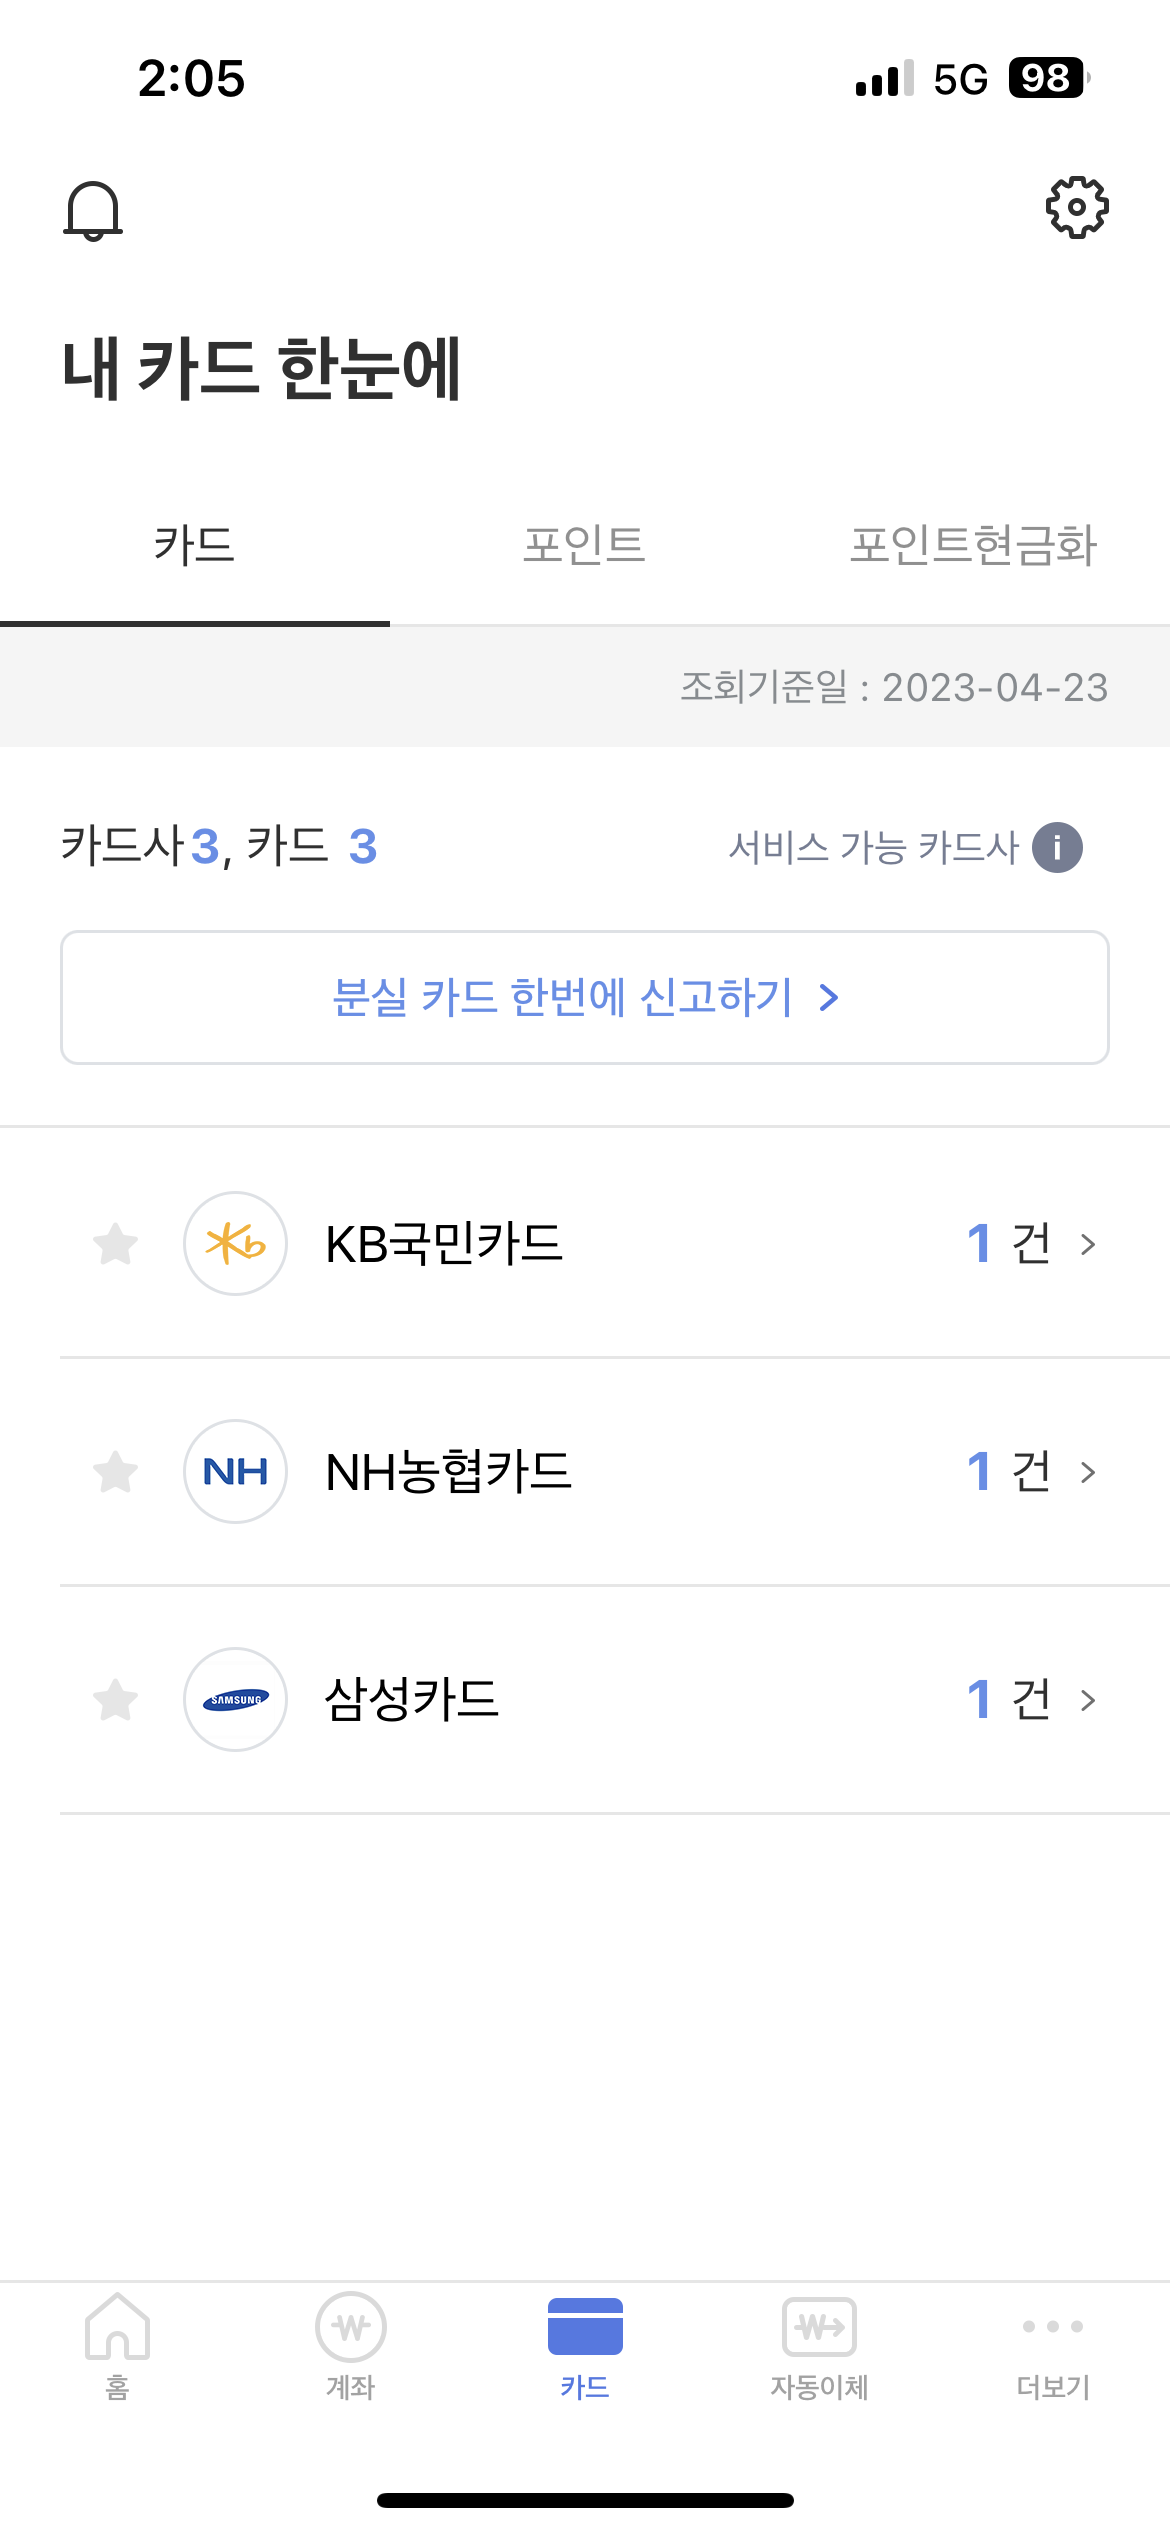 2:05 5G 98
내 카드 한눈에
카드 포인트 포인트현금화
조회기준일 : 2023-04-23
카드사 3, 카드 3 서비스 가능 카드사 i
분실 카드 한번에 신고하기 >
KB국민카드 1 건 >
NH NH농협카드 1 건 >
SAMSUNG 삼성카드 1 건 >
홈 계좌 카드 자동이체 더보기